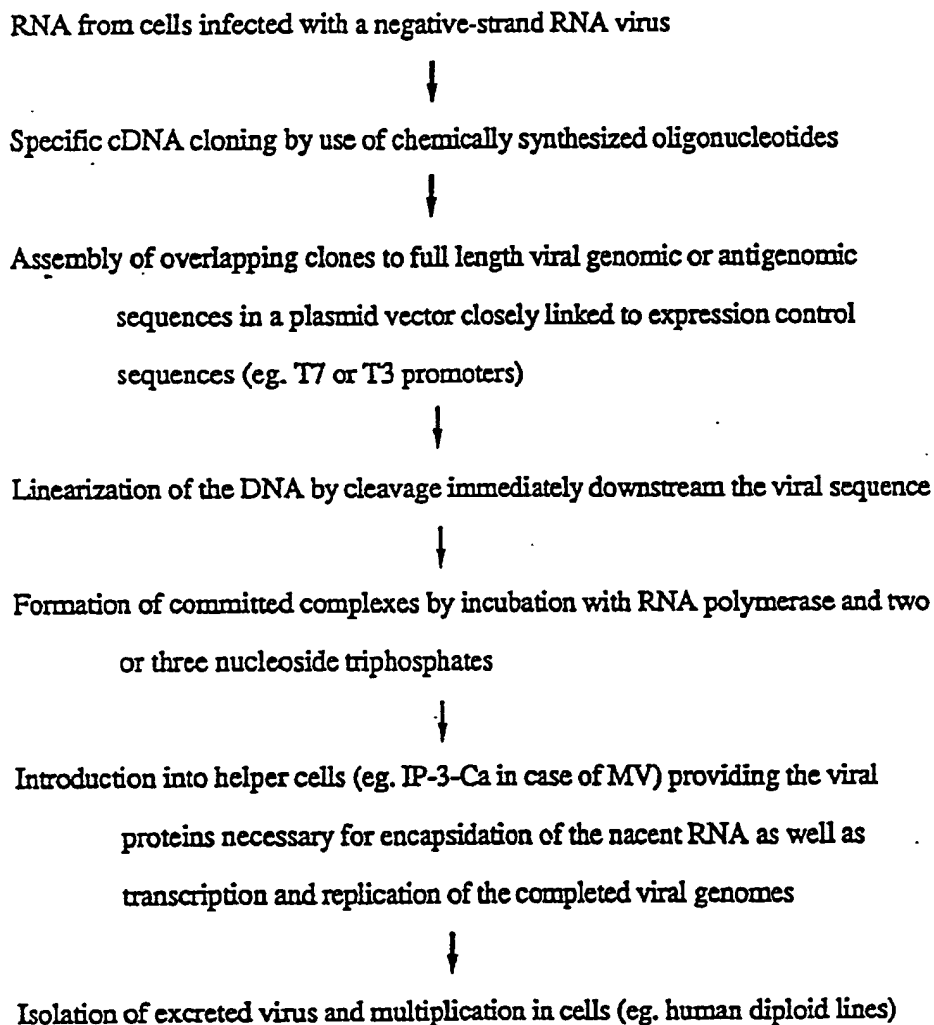 RNA from cells infected with a negative-strand RNA virus
Specific cDNA cloning by use of chemically synthesized oligonucleotides
Assembly of overlapping clones to full length viral genomic or antigenomic
sequences in a plasmid vector closely linked to expression control
sequences (eg. T7 or T3 promoters)
Linearization of the DNA by cleavage immediately downstream the viral sequence
Formation of committed complexes by incubation with RNA polymerase and two
or three nucleoside triphosphates
Introduction into helper cells (eg. IP-3-Ca in case of MV) providing the viral
proteins necessary for encapsidation of the nacent RNA as well as
transcription and replication of the completed viral genomes
Isolation of excreted virus and multiplication in cells (eg. human diploid lines)